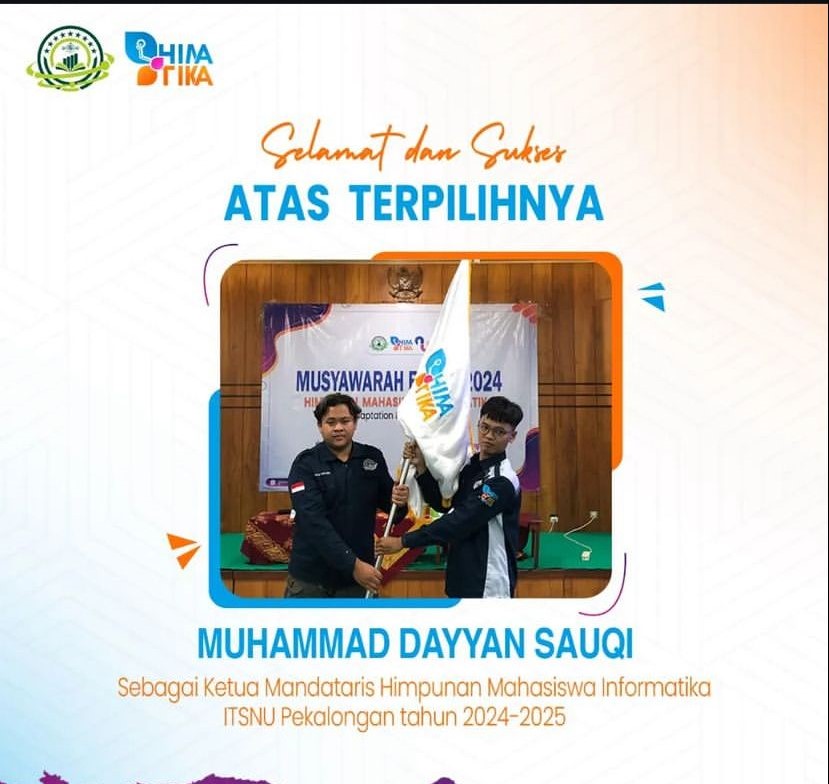 HIMA
TIKA
Selamat dan Sukses
ATAS TERPILIHNYA
MUSYAWARAH 2024
HIMA
TIKA
MUHAMMAD DAYYAN SAUQI
Sebagai Ketua Mandataris Himpunan Mahasiswa Informatika
ITSNU Pekalongan tahun 2024-2025